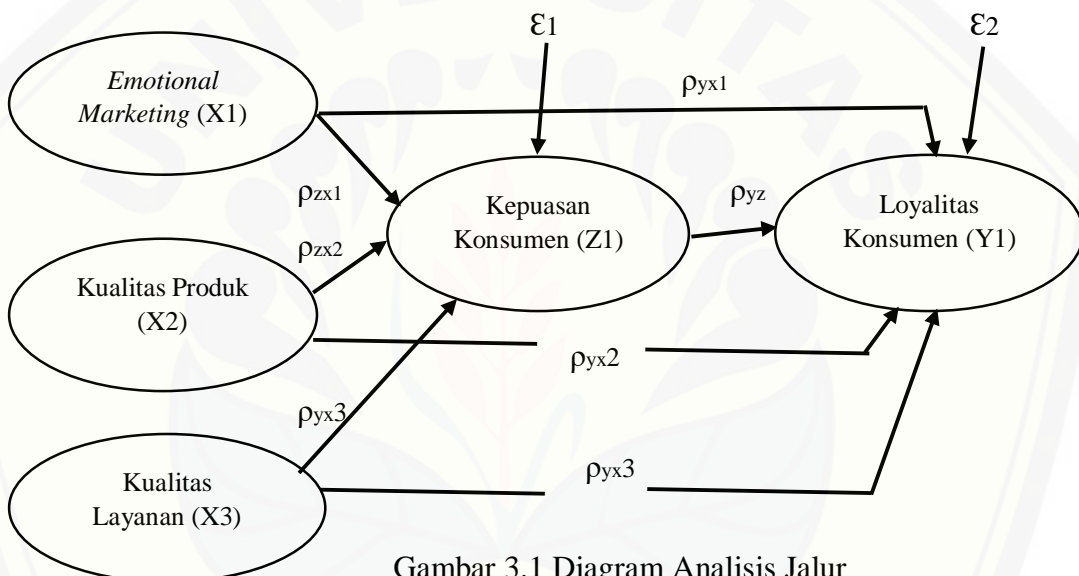 UNIVERSITAS
ε1
ε2
Emotional
Marketing (X1)
ρyx1
ρzx1
Kepuasan
Konsumen (Z1)
ρyz
Loyalitas
Konsumen (Y1)
ρzx2
Kualitas Produk
(X2)
ρyx2
ρyx3
Kualitas
Layanan (X3)
ρyx3
Gambar 3.1 Diagram Analisis Jalur